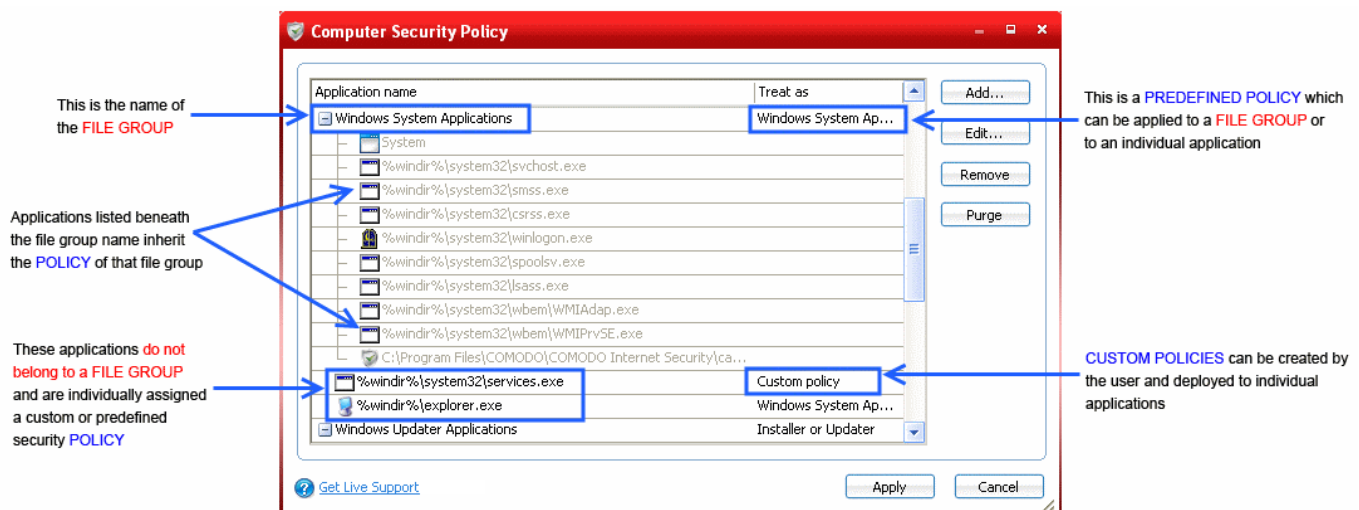 Computer Security Policy
This is the name of
the FILE GROUP
Applications listed beneath
the file group name inherit
the POLICY of that file group
These applications do not
belong to a FILE GROUP
and are individually assigned
a custom or predefined
security POLICY
Application name Treat as
Windows System Applications Windows System Ap...
System
%windir%\system32\svchost.exe
%windir%\system32\smss.exe
%windir%\system32\csrss.exe
%windir%\system32\winlogon.exe
%windir%\system32\spoolsv.exe
%windir%\system32\lsass.exe
%windir%\system32\wbem\WMIAdap.exe
%windir%\system32\wbem\WMIPrvSE.exe
C:\Program Files\COMODO\COMODO Internet Security\ca...
%windir%\system32\services.exe Custom policy
%windir%\explorer.exe Windows System Ap...
Windows Updater Applications Installer or Updater
Add...
Edit...
Remove
Purge
This is a PREDEFINED POLICY which
can be applied to a FILE GROUP or
to an individual application
CUSTOM POLICIES can be created by
the user and deployed to individual
applications
Get Live Support
Apply
Cancel